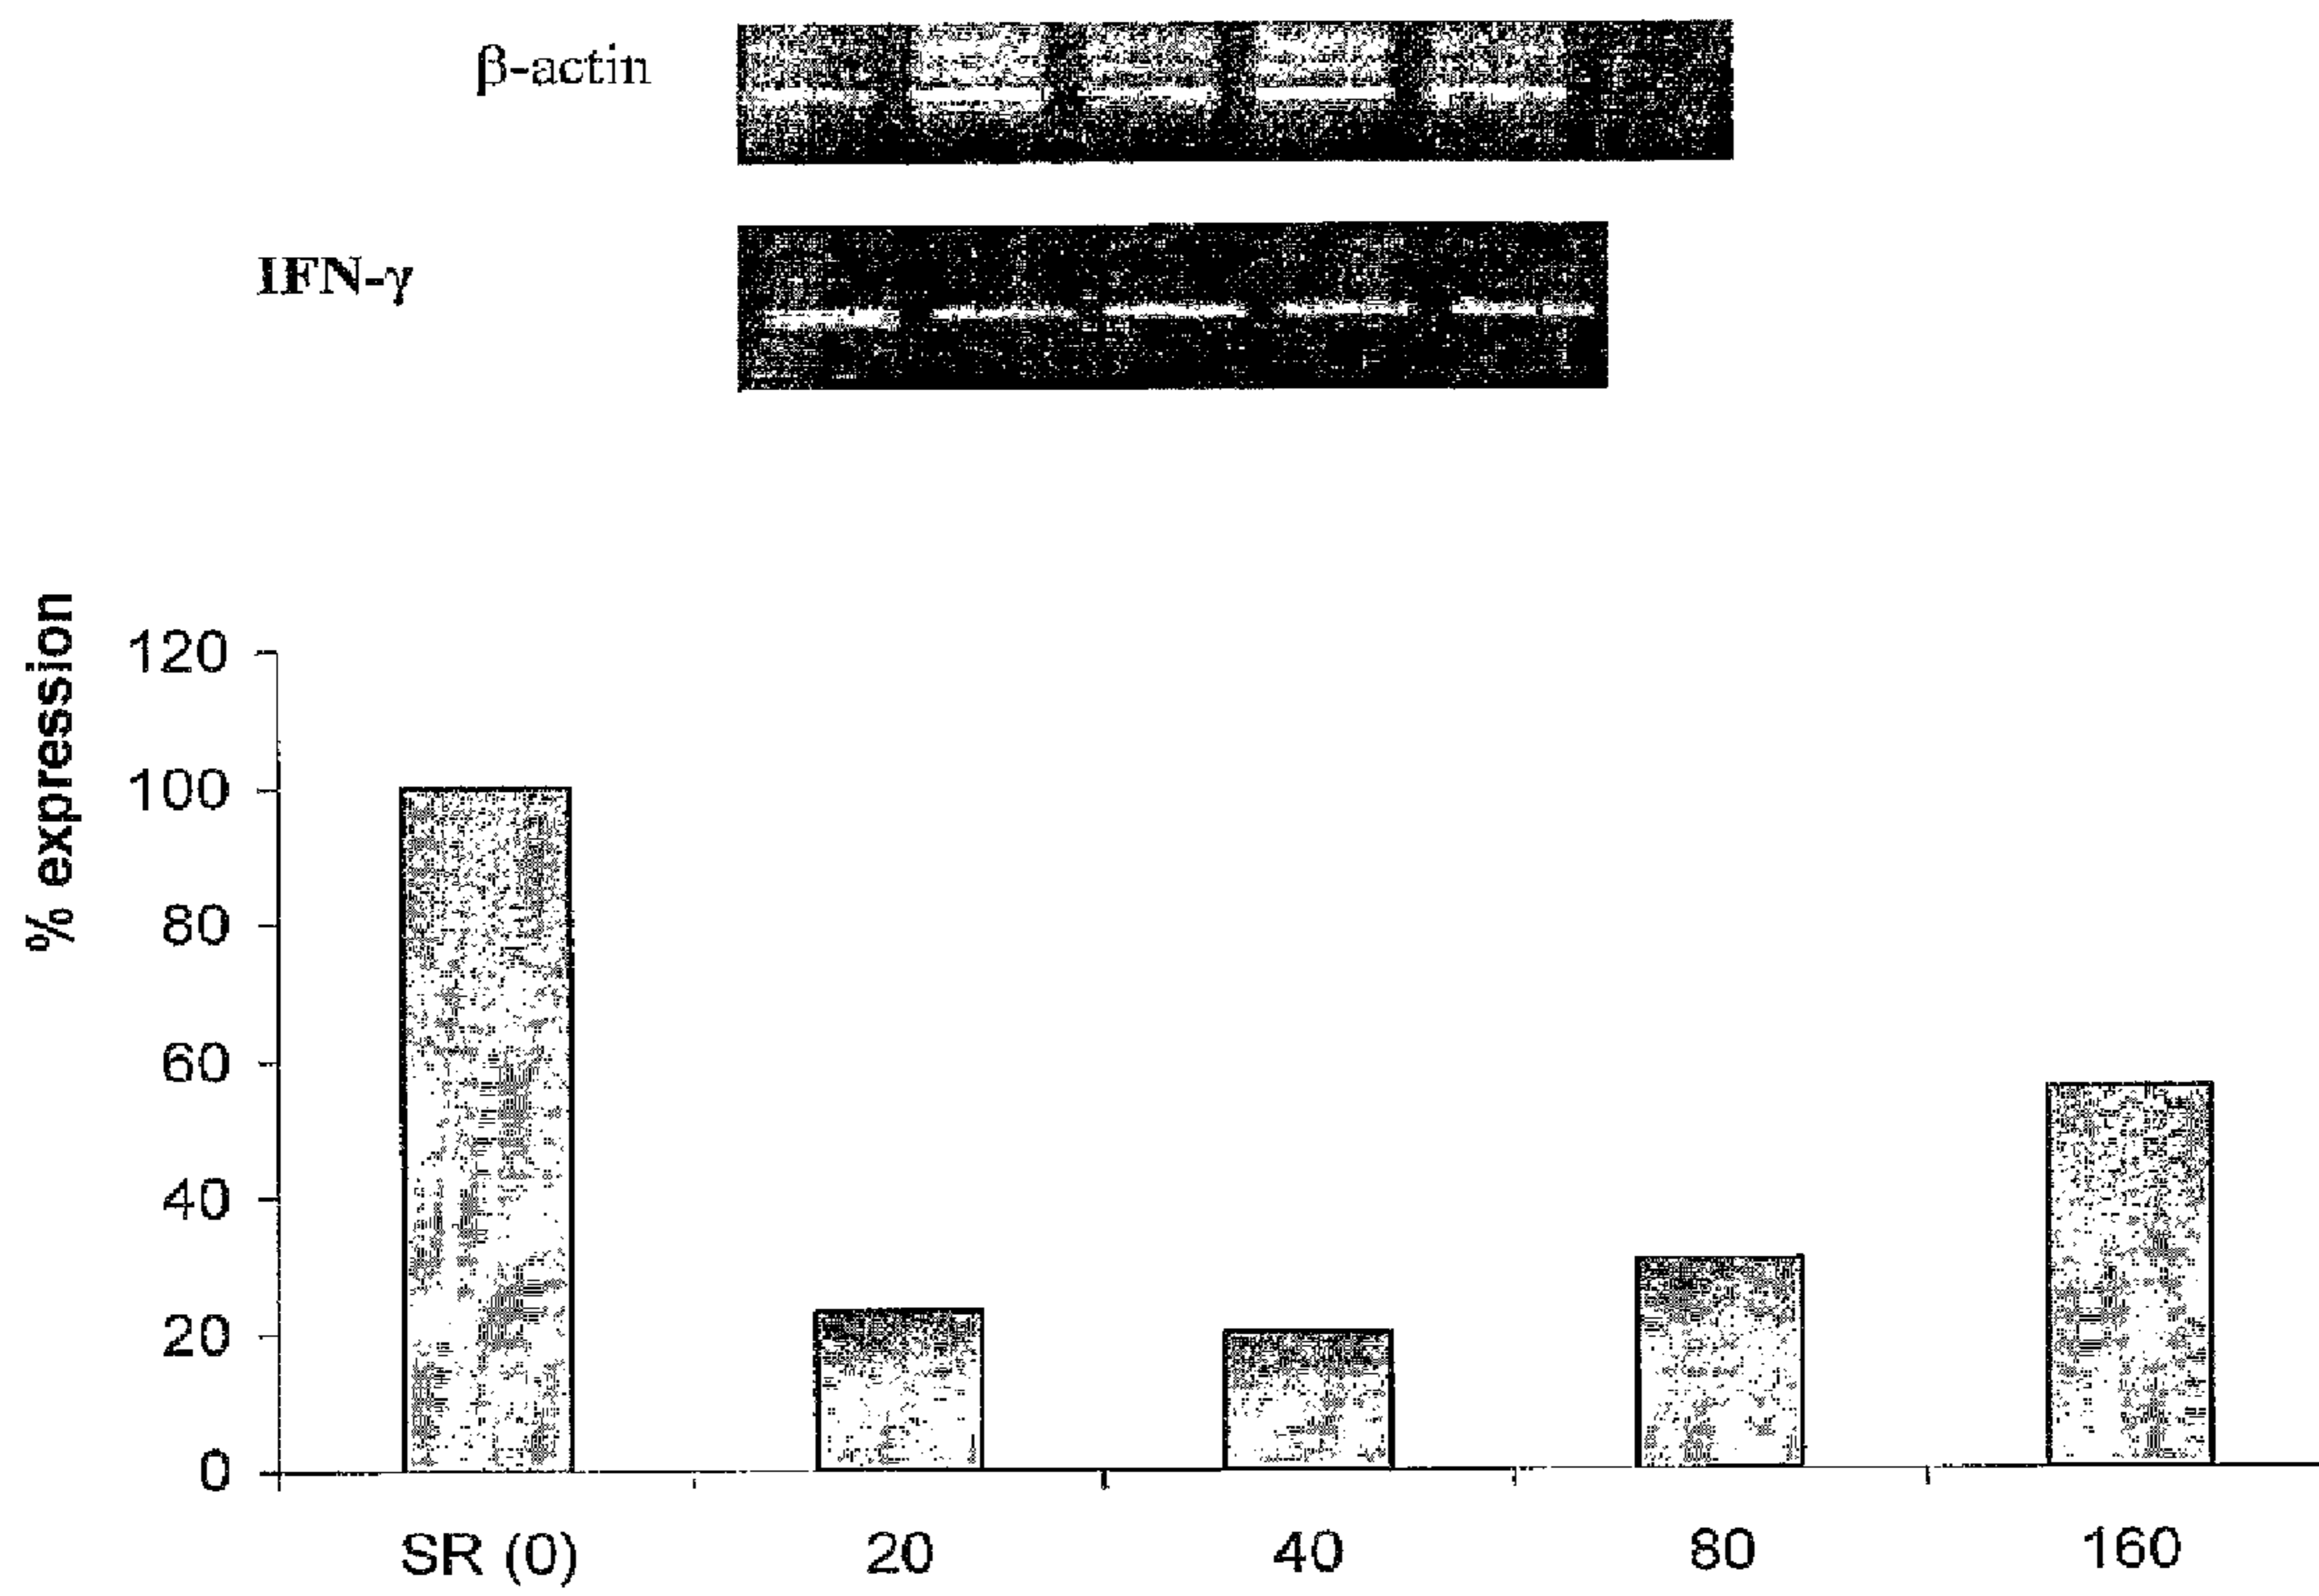 β-actin
IFN-γ
% expression
120
100
80
60
40
20
0
SR (0) 20 40 80 160